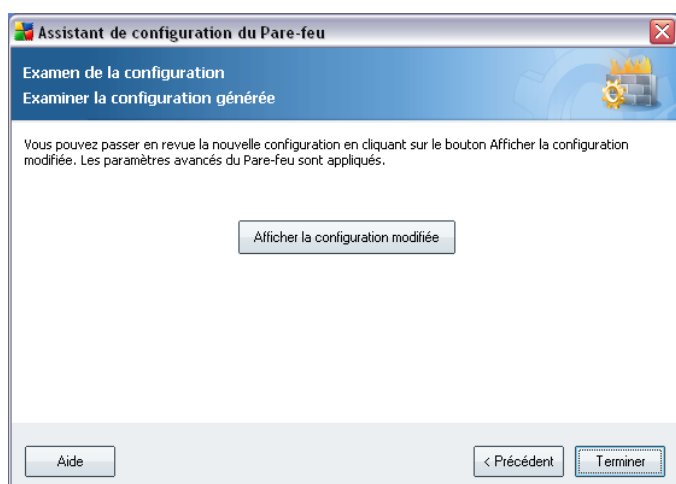 Assistant de configuration du Pare-feu
Examen de la configuration
Examiner la configuration générée
Vous pouvez passer en revue la nouvelle configuration en cliquant sur le bouton Afficher la configuration
modifiée. Les paramètres avancés du Pare-feu sont appliqués.
Afficher la configuration modifiée
Aide
< Précédent
Terminer